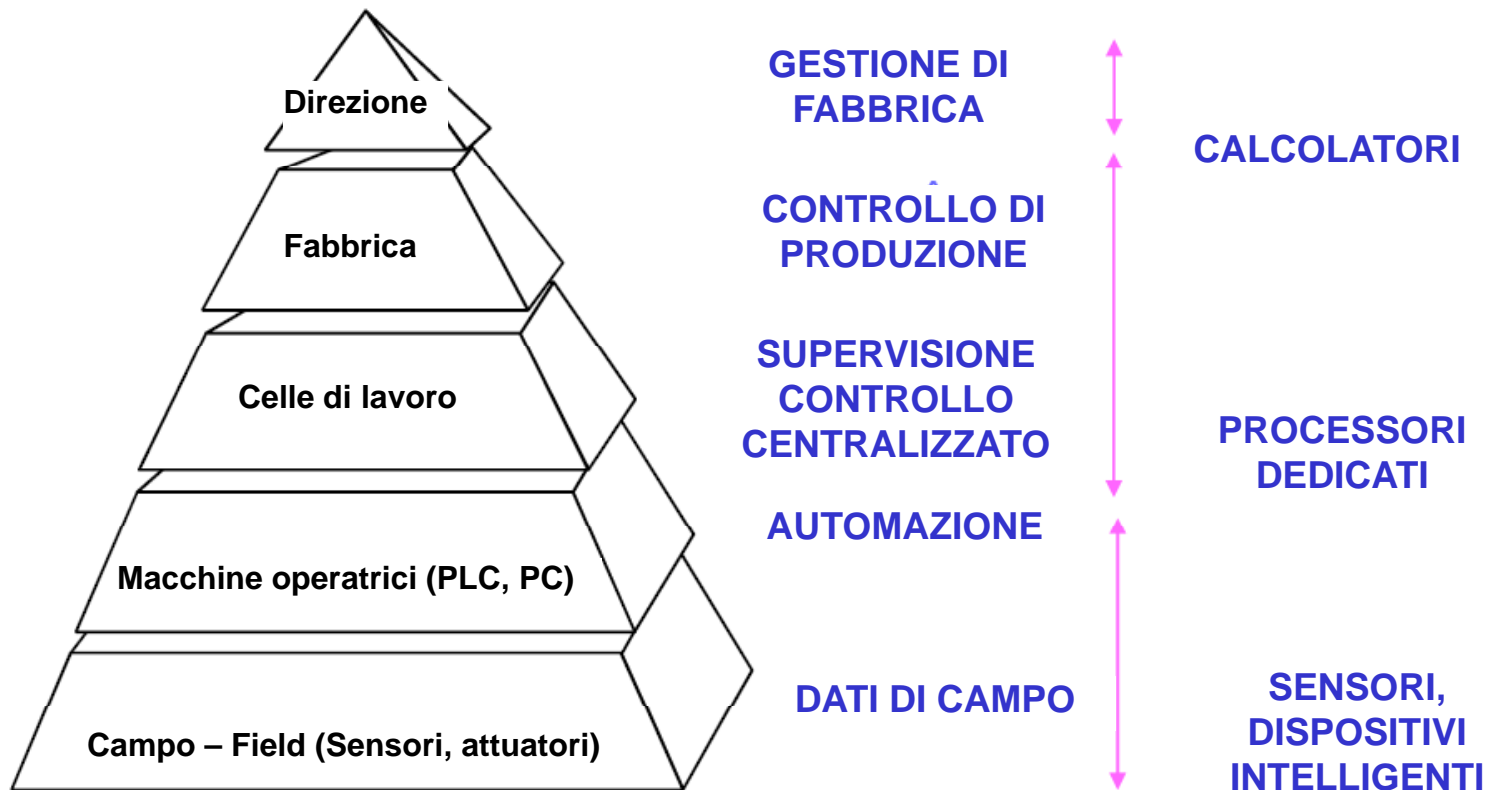 Direzione
Fabbrica
Celle di lavoro
Macchine operatrici (PLC, PC)
Campo – Field (Sensori, attuatori)
GESTIONE DI
FABBRICA
CONTROLLO DI
PRODUZIONE
SUPERVISIONE
CONTROLLO
CENTRALIZZATO
AUTOMAZIONE
DATI DI CAMPO
CALCOLATORI
PROCESSORI
DEDICATI
SENSORI,
DISPOSITIVI
INTELLIGENTI